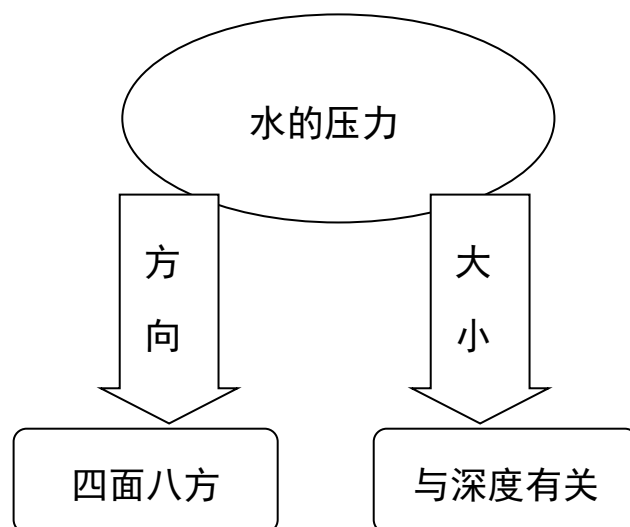 水的压力
方向
大小
四面八方
与深度有关